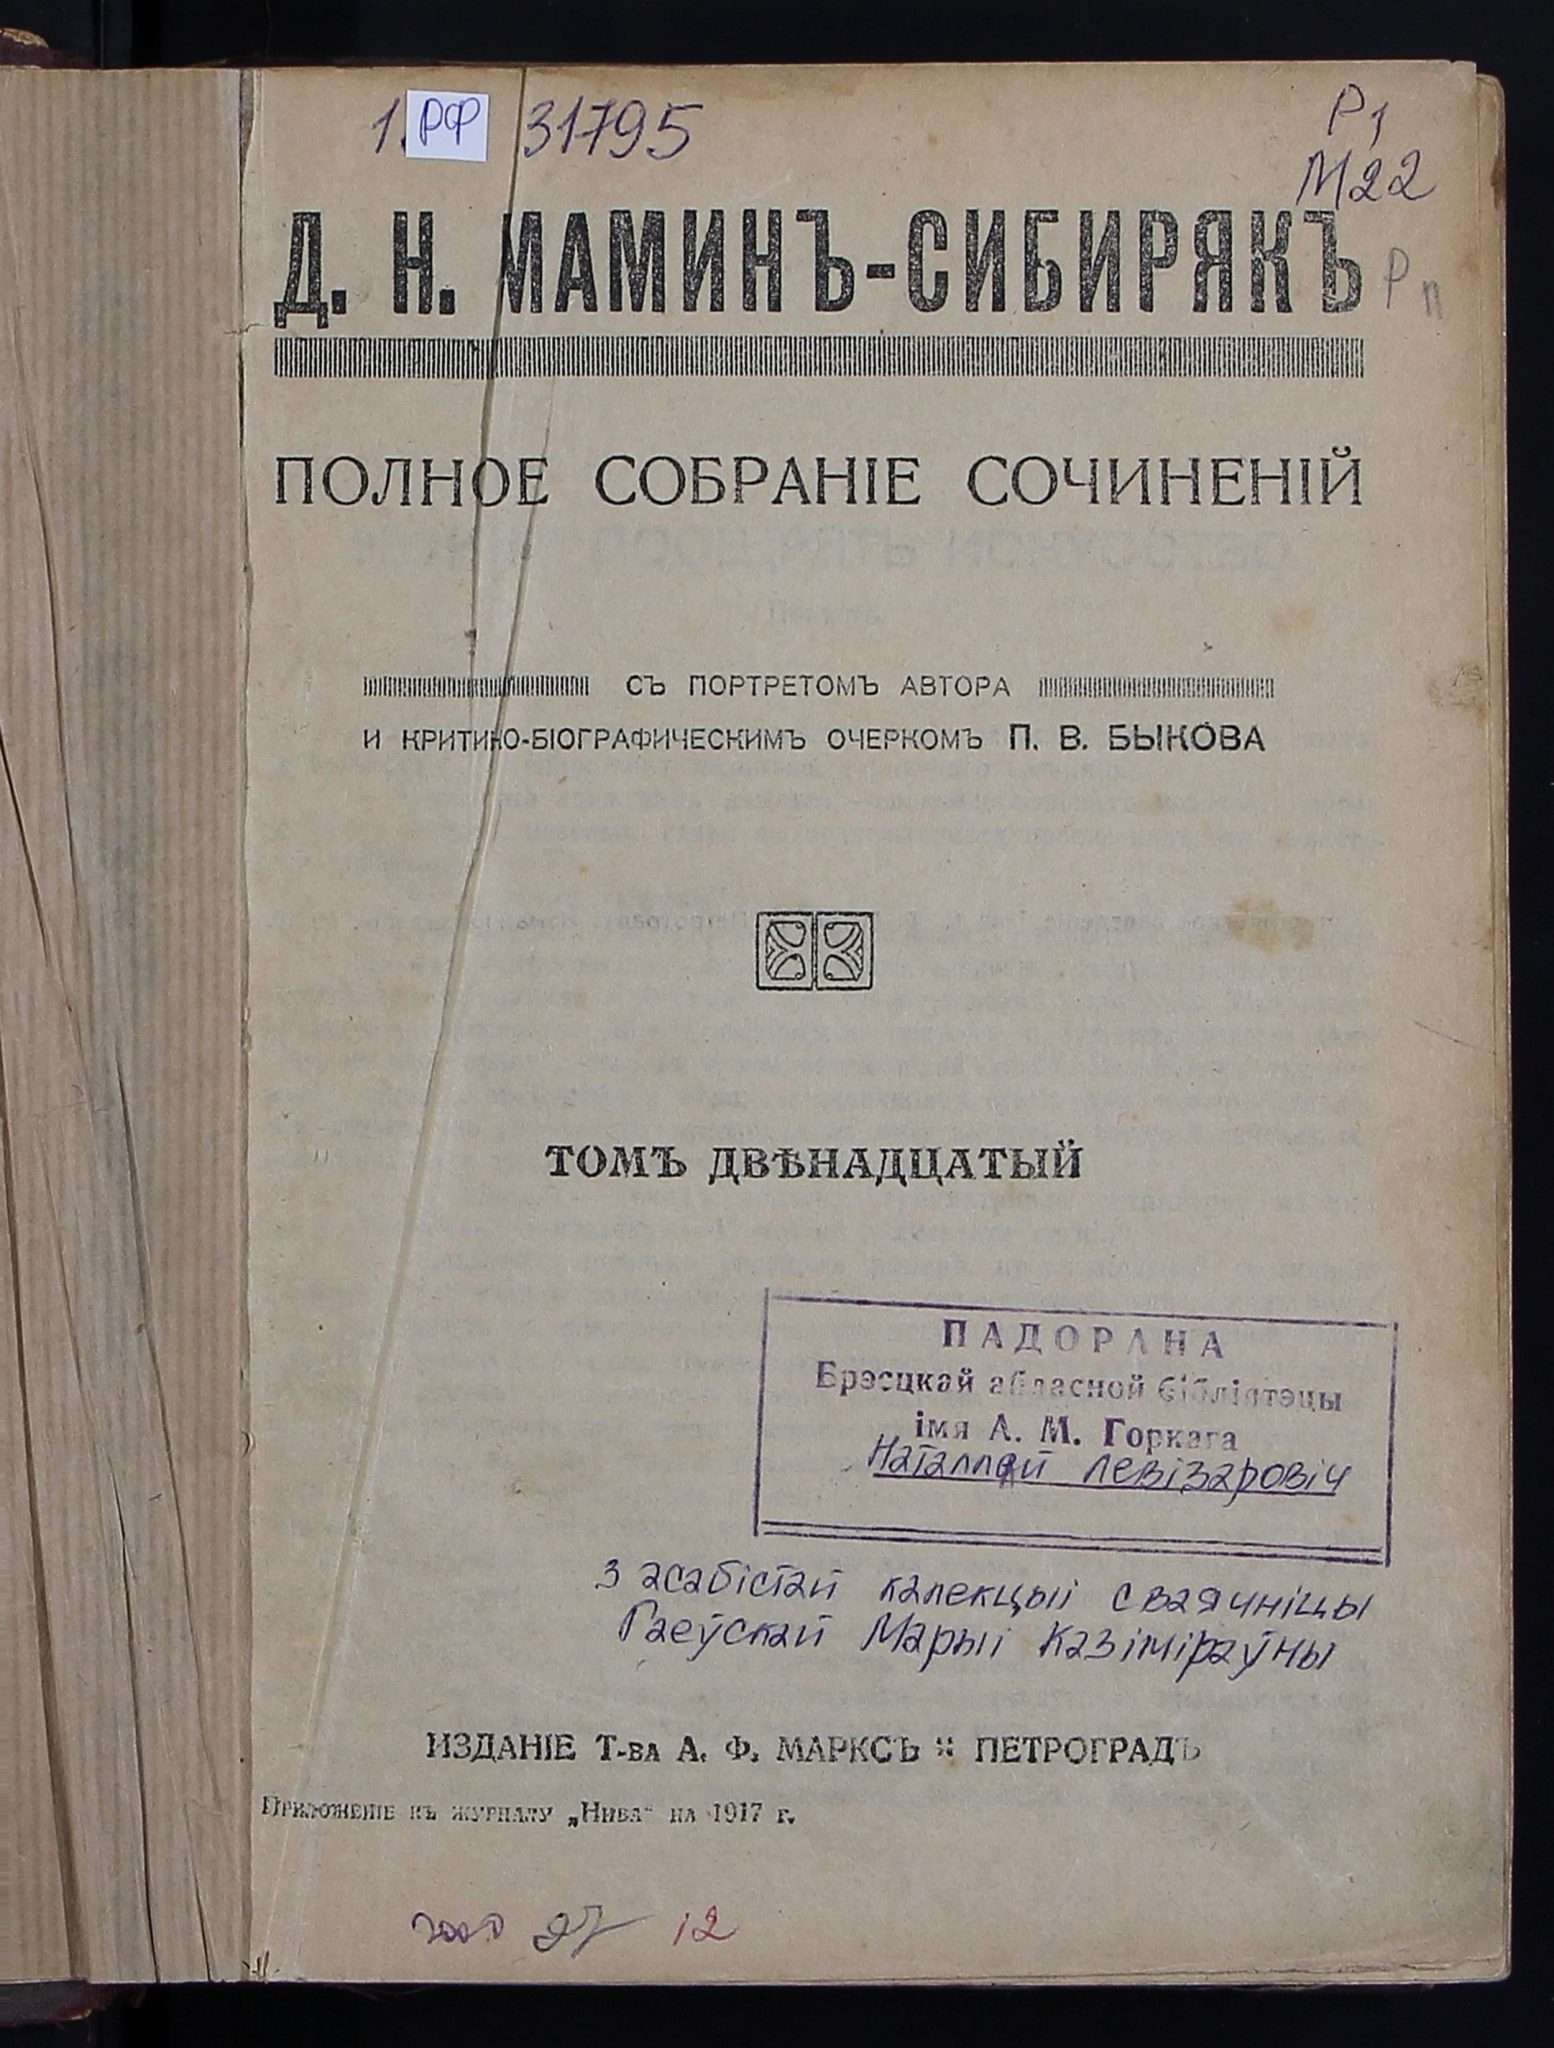 1. РФ 31795
Р1
М22
Д. Н. МАМИНЪ-СИБИРЯКЪ
Рп
ПОЛНОЕ СОБРАНІЕ СОЧИНЕНІЙ
СЪ ПОРТРЕТОМЪ АВТОРА
И КРИТИКО-БІОГРАФИЧЕСКИМЪ ОЧЕРКОМЪ П. В. БЫКОВА
ТОМЪ ДВѢНАДЦАТЫЙ
ПАДОРАНА
Брэсцкай абласной бібліятэцы
імя А. М. Горкага
Наталляй Левізаровіч
з асабістай калекцыі сваячніцы
Гаеўскай Марыі Казіміраўны
ИЗДАНІЕ Т-ВА А. Ф. МАРКСЪ ПЕТРОГРАДЪ
ПРИЛОЖЕНІЕ КЪ ЖУРНАЛУ „НИВА“ НА 1917 г.
27 12